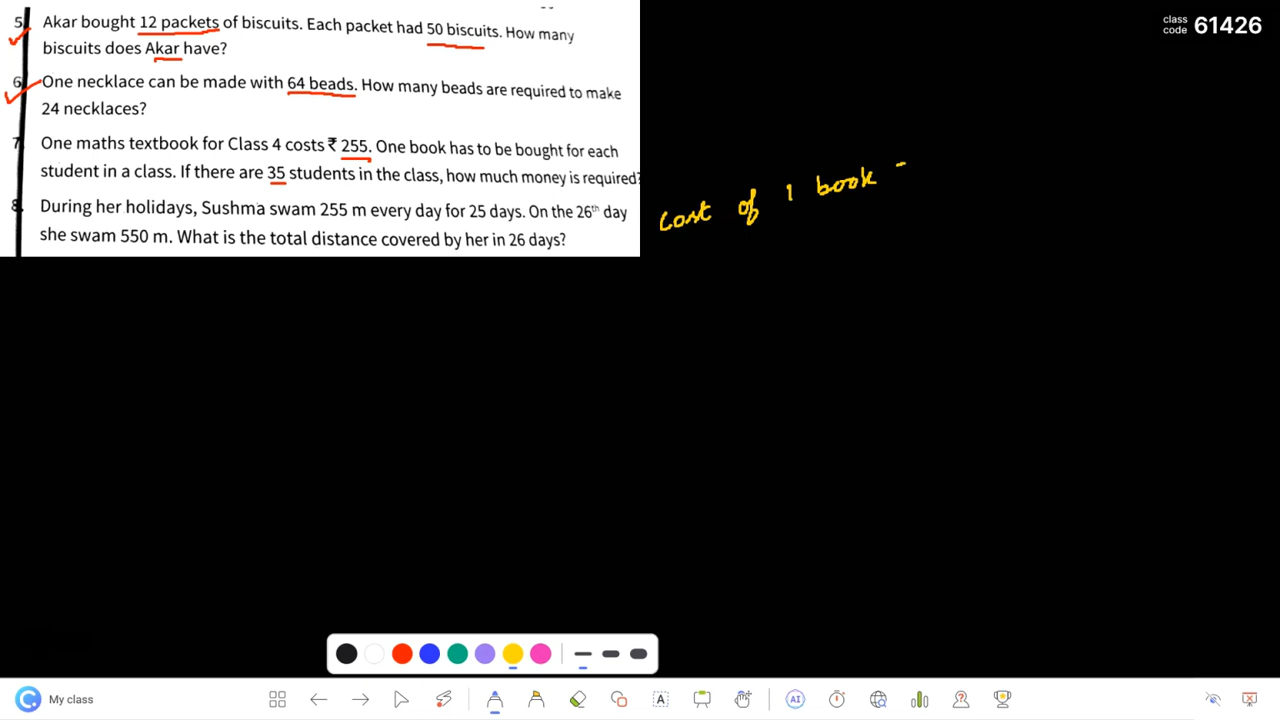 5. Akar bought 12 packets of biscuits. Each packet had 50 biscuits. How many
biscuits does Akar have?
6. One necklace can be made with 64 beads. How many beads are required to make
24 necklaces?
7. One maths textbook for Class 4 costs ₹ 255. One book has to be bought for each
student in a class. If there are 35 students in the class, how much money is required?
8. During her holidays, Sushma swam 255 m every day for 25 days. On the 26th day
she swam 550 m. What is the total distance covered by her in 26 days?
class
code 61426
cost of 1 book -
My class
A
AI